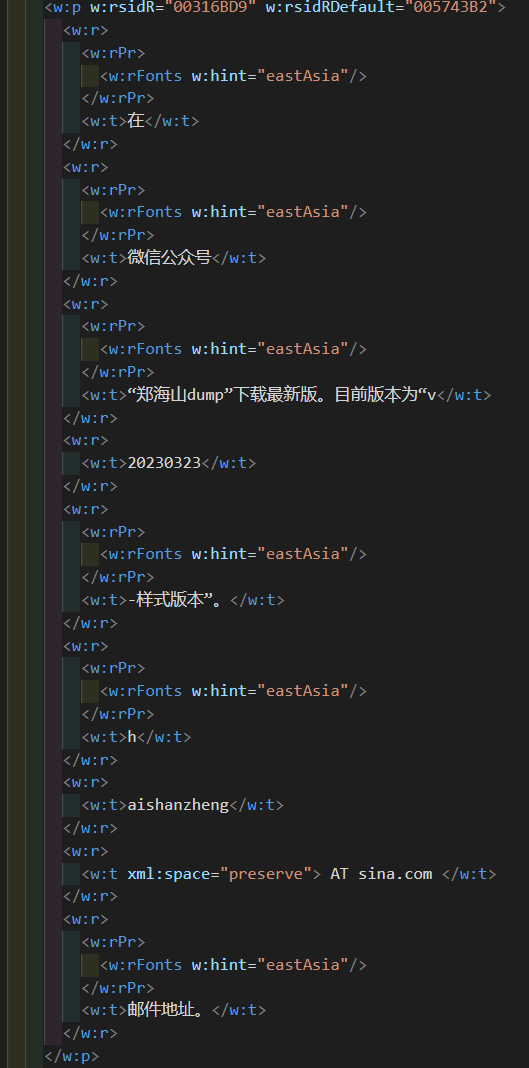 <w:p w:rsidR="00316BD9" w:rsidRDefault="005743B2">
<w:r>
<w:rPr>
<w:rFonts w:hint="eastAsia"/>
</w:rPr>
<w:t>在</w:t>
</w:r>
<w:r>
<w:rPr>
<w:rFonts w:hint="eastAsia"/>
</w:rPr>
<w:t>微信公众号</w:t>
</w:r>
<w:r>
<w:rPr>
<w:rFonts w:hint="eastAsia"/>
</w:rPr>
<w:t>“郑海山dump”下载最新版。目前版本为“v</w:t>
</w:r>
<w:r>
<w:t>20230323</w:t>
</w:r>
<w:r>
<w:rPr>
<w:rFonts w:hint="eastAsia"/>
</w:rPr>
<w:t>-样式版本”。</w:t>
</w:r>
<w:r>
<w:rPr>
<w:rFonts w:hint="eastAsia"/>
</w:rPr>
<w:t>h</w:t>
</w:r>
<w:r>
<w:t>aishanzheng</w:t>
</w:r>
<w:r>
<w:t xml:space="preserve"> AT sina.com </w:t>
</w:r>
<w:r>
<w:rPr>
<w:rFonts w:hint="eastAsia"/>
</w:rPr>
<w:t>邮件地址。</w:t>
</w:r>
</w:p>